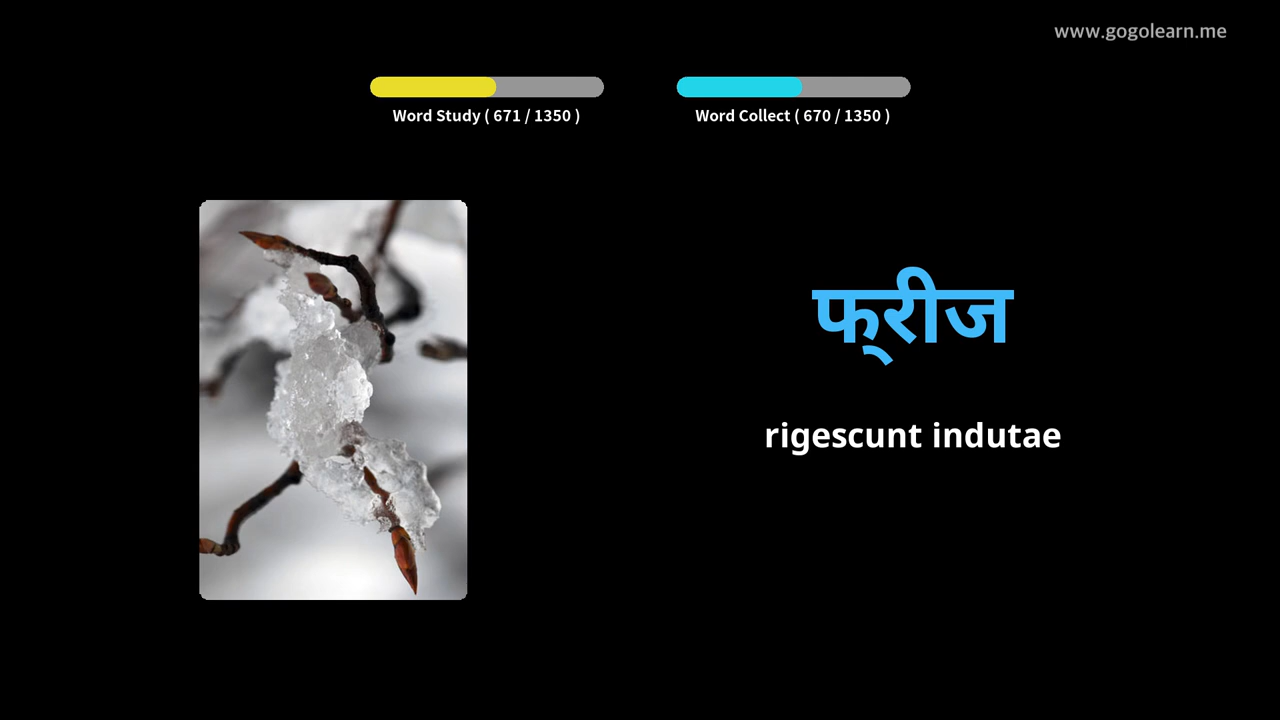 www.gogolearn.me
Word Study ( 671 / 1350 )
Word Collect ( 670 / 1350 )
फ्‌रीज
rigescunt indutae